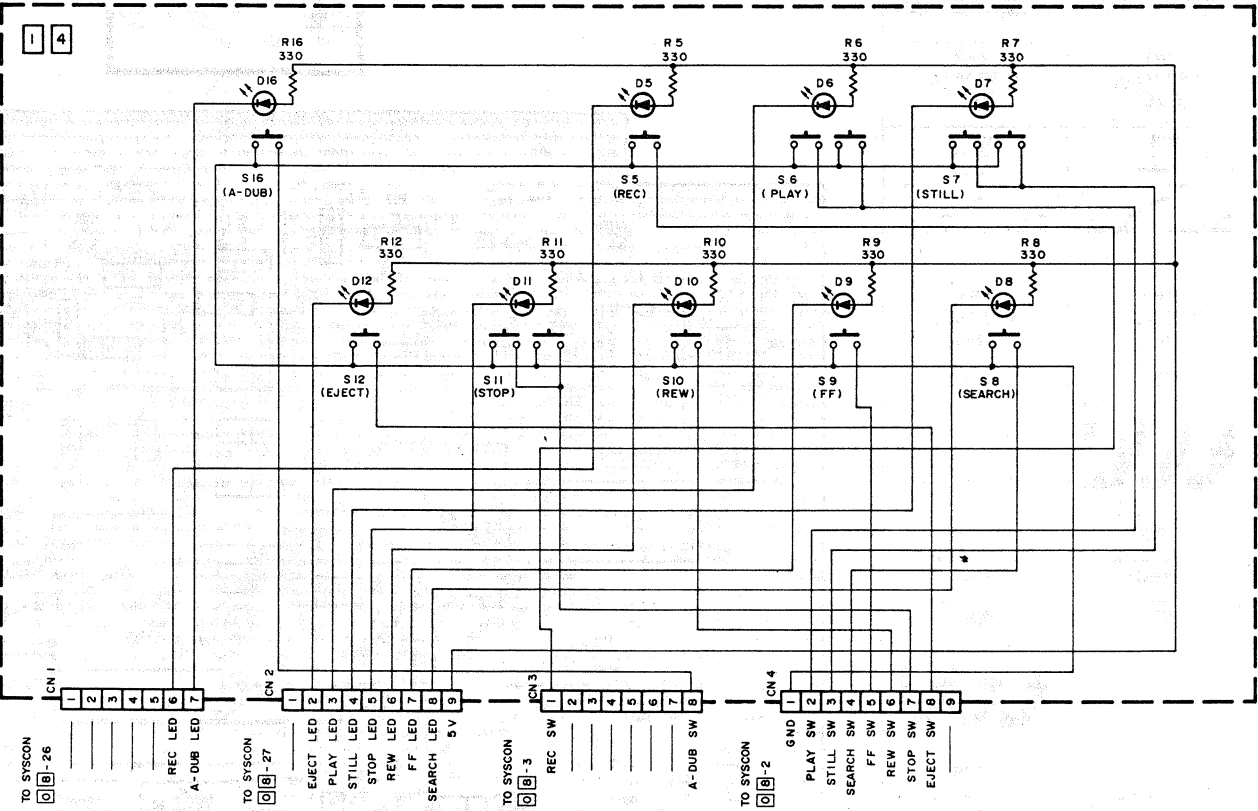 1 4
R16
330
R5
330
R6
330
R7
330
D16
D5
D6
D7
S16
(A-DUB)
S5
(REC)
S6
(PLAY)
S7
(STILL)
R12
330
R11
330
R10
330
R9
330
R8
330
D12
D11
D10
D9
D8
S12
(EJECT)
S11
(STOP)
S10
(REW)
S9
(FF)
S8
(SEARCH)
CN 1
1 2 3 4 5 6 7
REC LED
A-DUB LED
TO SYSCON
08-26
CN 2
1 2 3 4 5 6 7 8 9
EJECT LED
PLAY LED
STILL LED
STOP LED
REW LED
FF LED
SEARCH LED
5 V
TO SYSCON
08-27
CN3
1 2 3 4 5 6 7 8
REC SW
A-DUB SW
TO SYSCON
08-3
CN4
1 2 3 4 5 6 7 8 9
GND
PLAY SW
STILL SW
SEARCH SW
FF SW
REW SW
STOP SW
EJECT SW
TO SYSCON
08-2